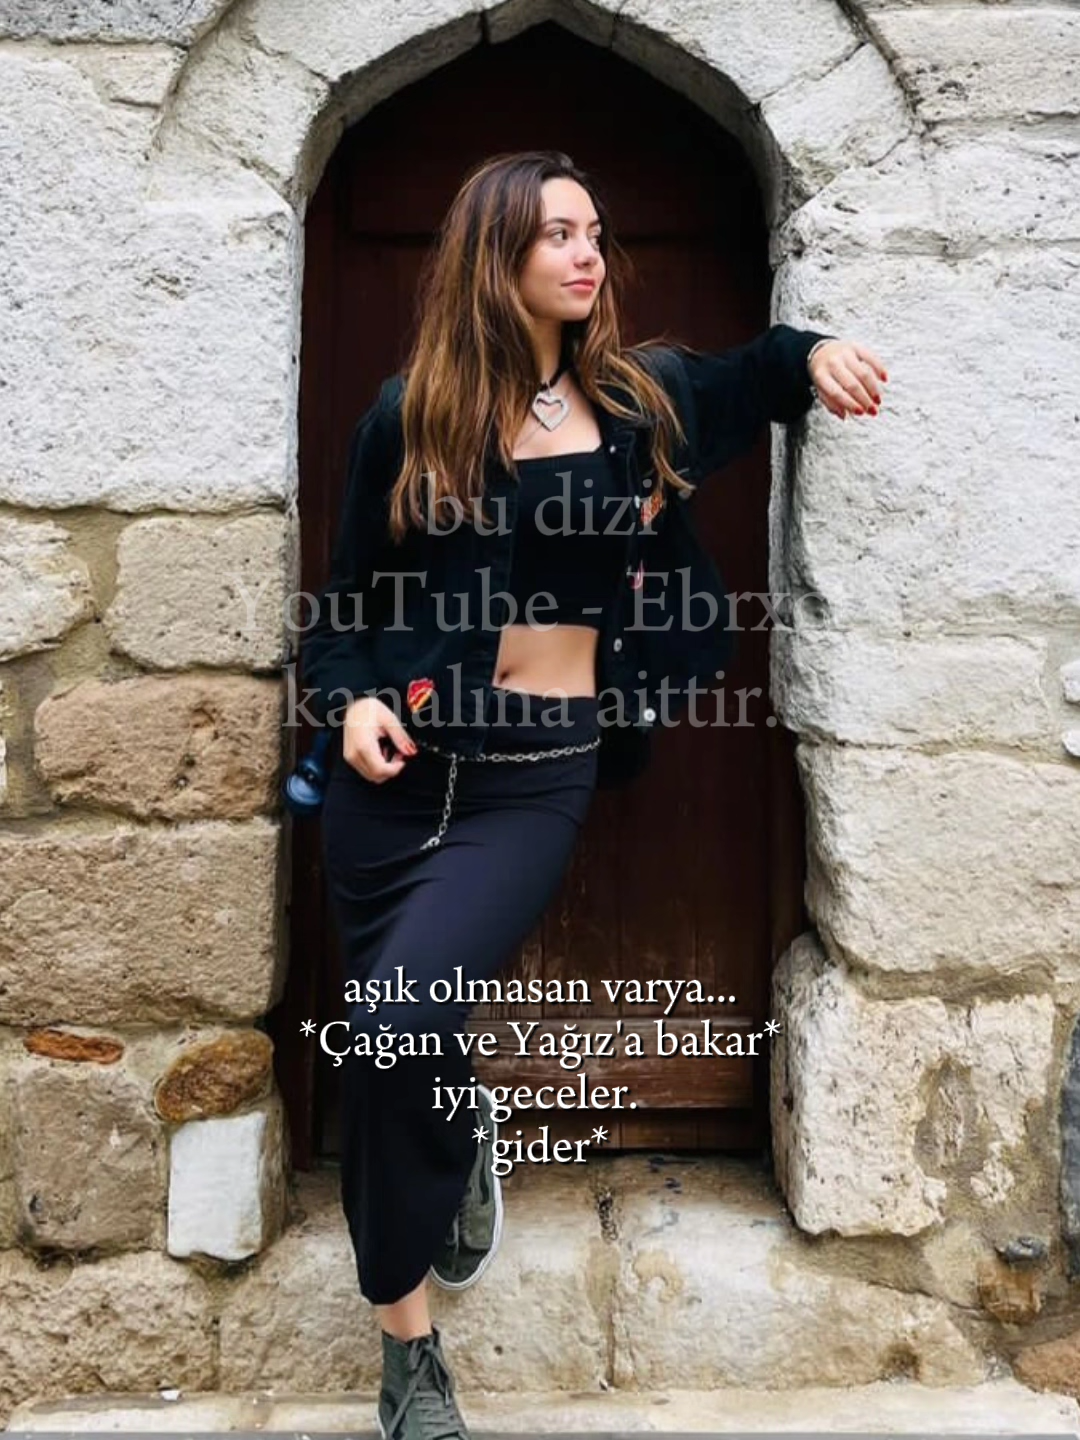 bu dizi
YouTube - Ebrxo
kanalına aittir.
aşık olmasan varya...
*Çağan ve Yağız'a bakar*
iyi geceler.
*gider*